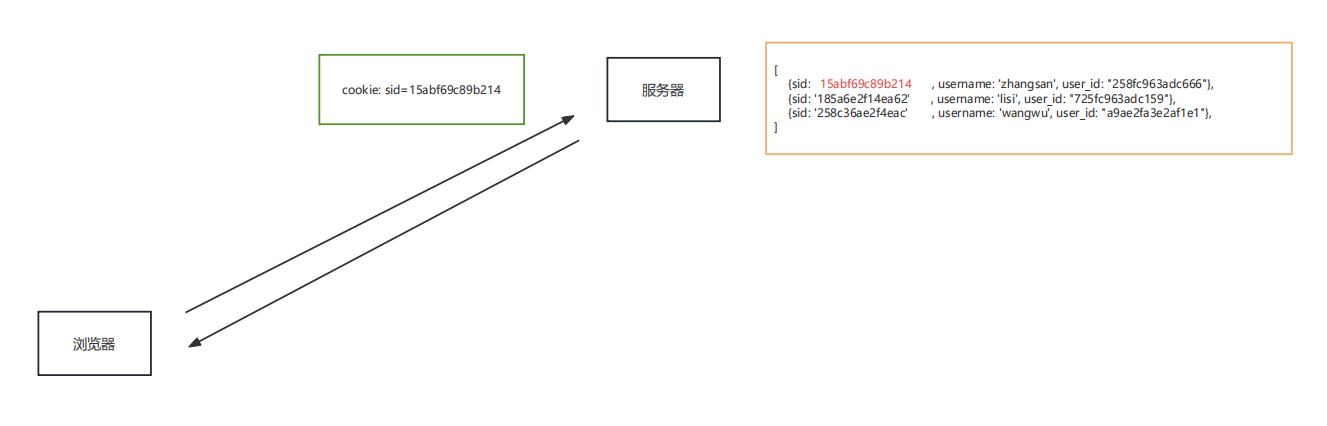 cookie: sid=15abf69c89b214
服务器
[
{sid: 15abf69c89b214 , username: 'zhangsan', user_id: "258fc963adc666"},
{sid: '185a6e2f14ea62' , username: 'lisi', user_id: "725fc963adc159"},
{sid: '258c36ae2f4eac' , username: 'wangwu', user_id: "a9ae2fa3e2af1e1"},
]
浏览器